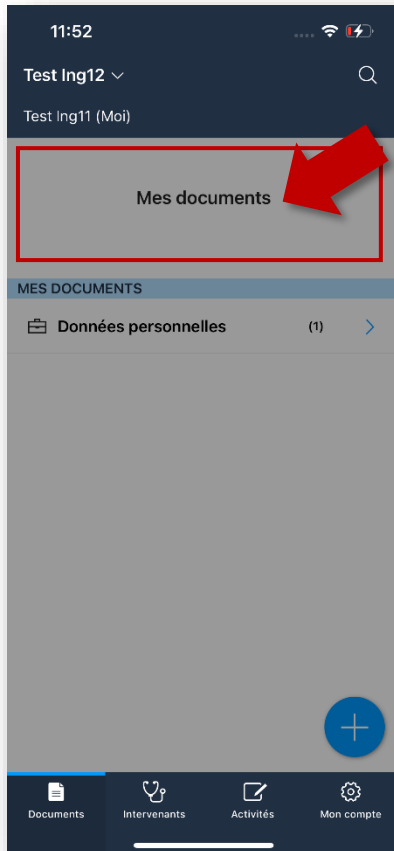 11:52
Test Ing12
Test Ing11 (Moi)
Mes documents
MES DOCUMENTS
Données personnelles (1)
Documents Intervenants Activités Mon compte